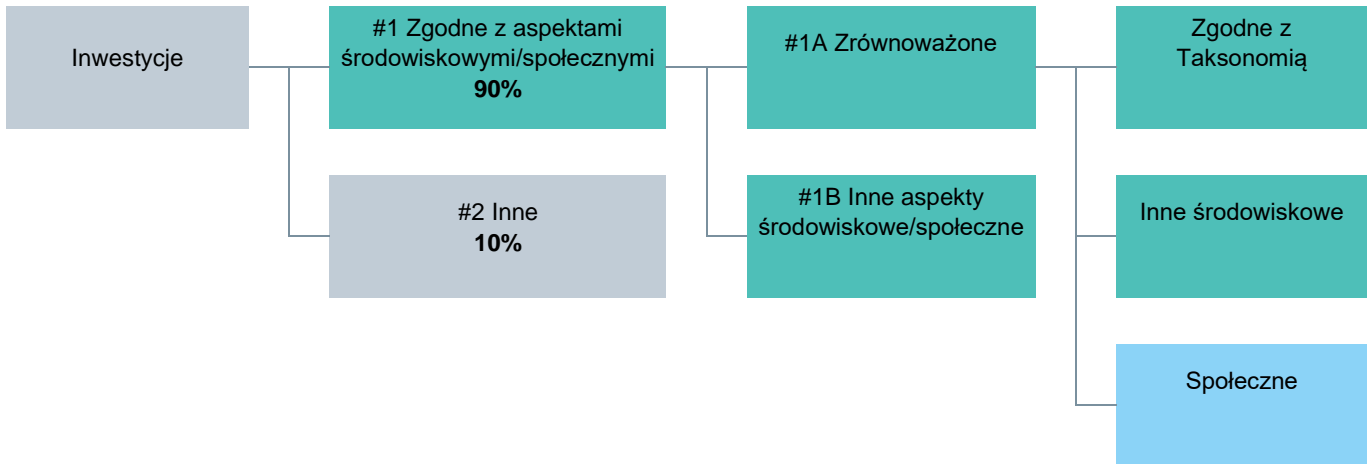 Inwestycje
#1 Zgodne z aspektami
środowiskowymi/społecznymi
90%
#2 Inne
10%
#1A Zrównoważone
#1B Inne aspekty
środowiskowe/społeczne
Zgodne z
Taksonomią
Inne środowiskowe
Społeczne